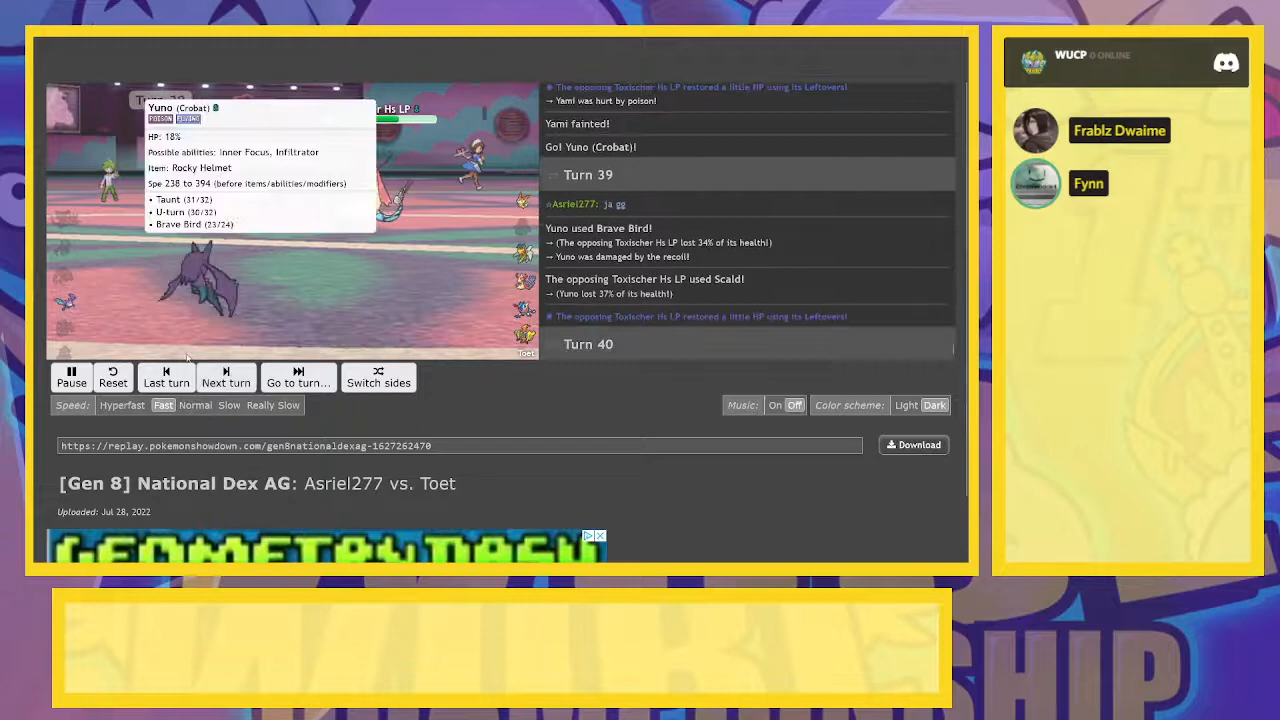 Yuno (Crobat)
POISON FLYING
HP: 18%
Possible abilities: Inner Focus, Infiltrator
Item: Rocky Helmet
Spe 238 to 394 (before items/abilities/modifiers)
• Taunt (31/32)
• U-turn (30/32)
• Brave Bird (23/24)
r Hs LP
Toet
The opposing Toxischer Hs LP restored a little HP using its Leftovers!
→ Yami was hurt by poison!
Yami fainted!
Go! Yuno (Crobat)!
Turn 39
☆Asriel277: ja gg
Yuno used Brave Bird!
→ (The opposing Toxischer Hs LP lost 34% of its health!)
→ Yuno was damaged by the recoil!
The opposing Toxischer Hs LP used Scald!
→ (Yuno lost 37% of its health!)
The opposing Toxischer Hs LP restored a little HP using its Leftovers!
Turn 40
Pause Reset Last turn Next turn Go to turn... Switch sides
Speed: Hyperfast Fast Normal Slow Really Slow
Music: On Off Color scheme: Light Dark
https://replay.pokemonshowdown.com/gen8nationaldexag-1627262470
Download
[Gen 8] National Dex AG: Asriel277 vs. Toet
Uploaded: Jul 28, 2022
GEOMETRY DASH
WUCP 0 ONLINE
Frablz Dwaime
Fynn